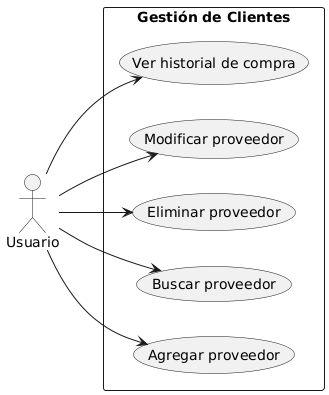 Gestión de Clientes
Ver historial de compra
Modificar proveedor
Eliminar proveedor
Usuario
Buscar proveedor
Agregar proveedor